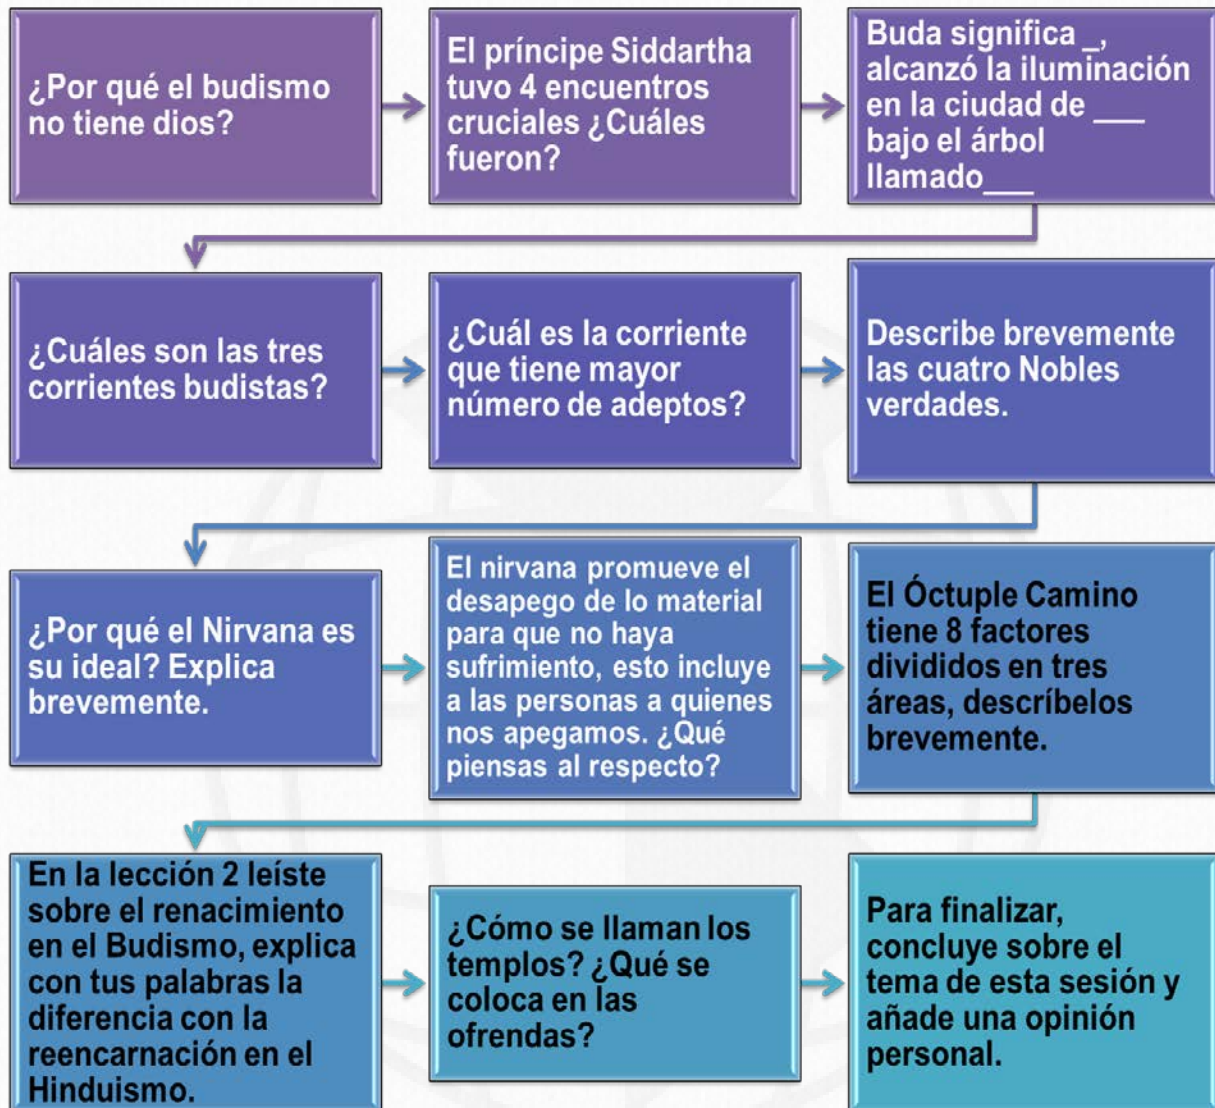 ¿Por qué el budismo
no tiene dios?
El príncipe Siddartha
tuvo 4 encuentros
cruciales ¿Cuáles
fueron?
Buda significa _,
alcanzó la iluminación
en la ciudad de ___
bajo el árbol
llamado___
¿Cuáles son las tres
corrientes budistas?
¿Cuál es la corriente
que tiene mayor
número de adeptos?
Describe brevemente
las cuatro Nobles
verdades.
¿Por qué el Nirvana es
su ideal? Explica
brevemente.
El nirvana promueve el
desapego de lo material
para que no haya
sufrimiento, esto incluye
a las personas a quienes
nos apegamos. ¿Qué
piensas al respecto?
El Óctuple Camino
tiene 8 factores
divididos en tres
áreas, descríbelos
brevemente.
En la lección 2 leíste
sobre el renacimiento
en el Budismo, explica
con tus palabras la
diferencia con la
reencarnación en el
Hinduismo.
¿Cómo se llaman los
templos? ¿Qué se
coloca en las
ofrendas?
Para finalizar,
concluye sobre el
tema de esta sesión y
añade una opinión
personal.